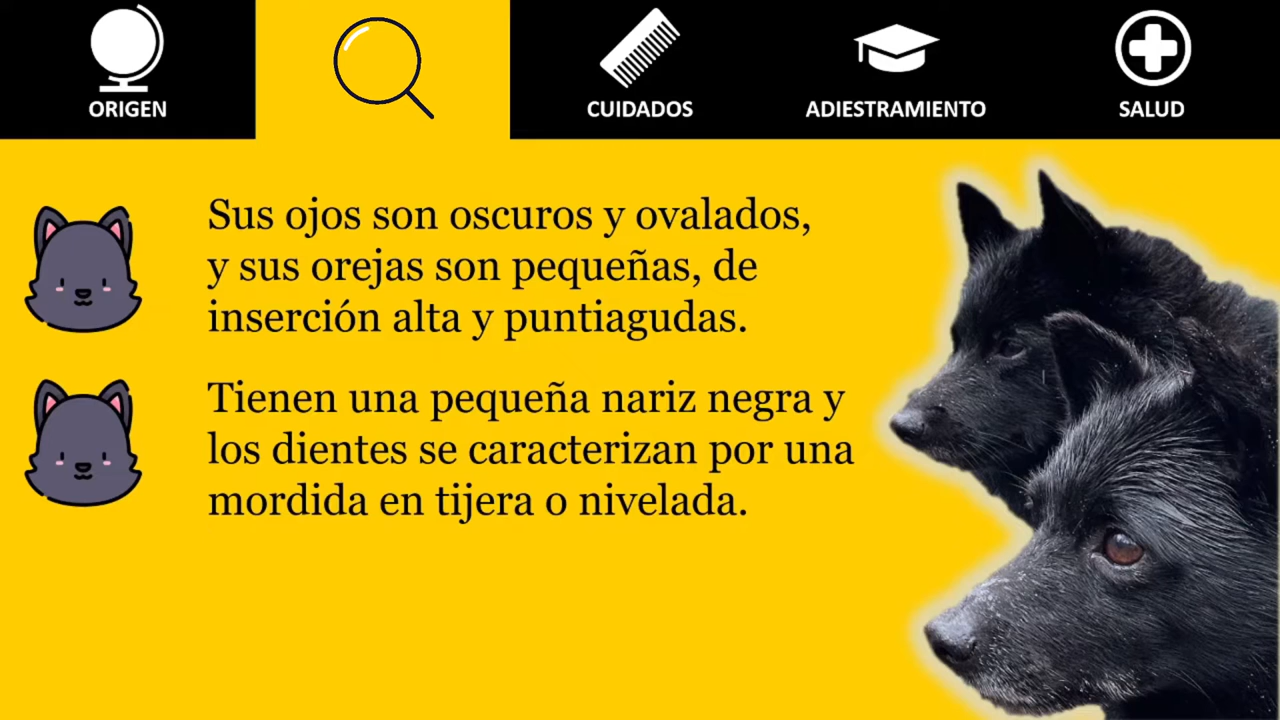 ORIGEN
CUIDADOS
ADIESTRAMIENTO
SALUD
Sus ojos son oscuros y ovalados,
y sus orejas son pequeñas, de
inserción alta y puntiagudas.
Tienen una pequeña nariz negra y
los dientes se caracterizan por una
mordida en tijera o nivelada.